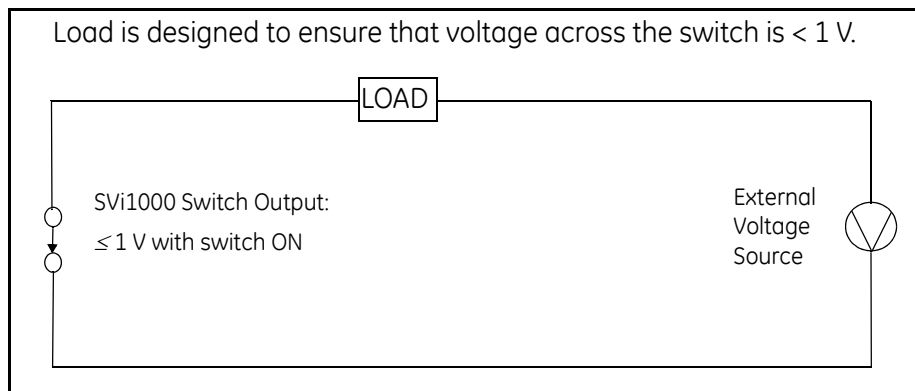 Load is designed to ensure that voltage across the switch is < 1 V.
LOAD
SVi1000 Switch Output:
≤ 1 V with switch ON
External
Voltage
Source
V